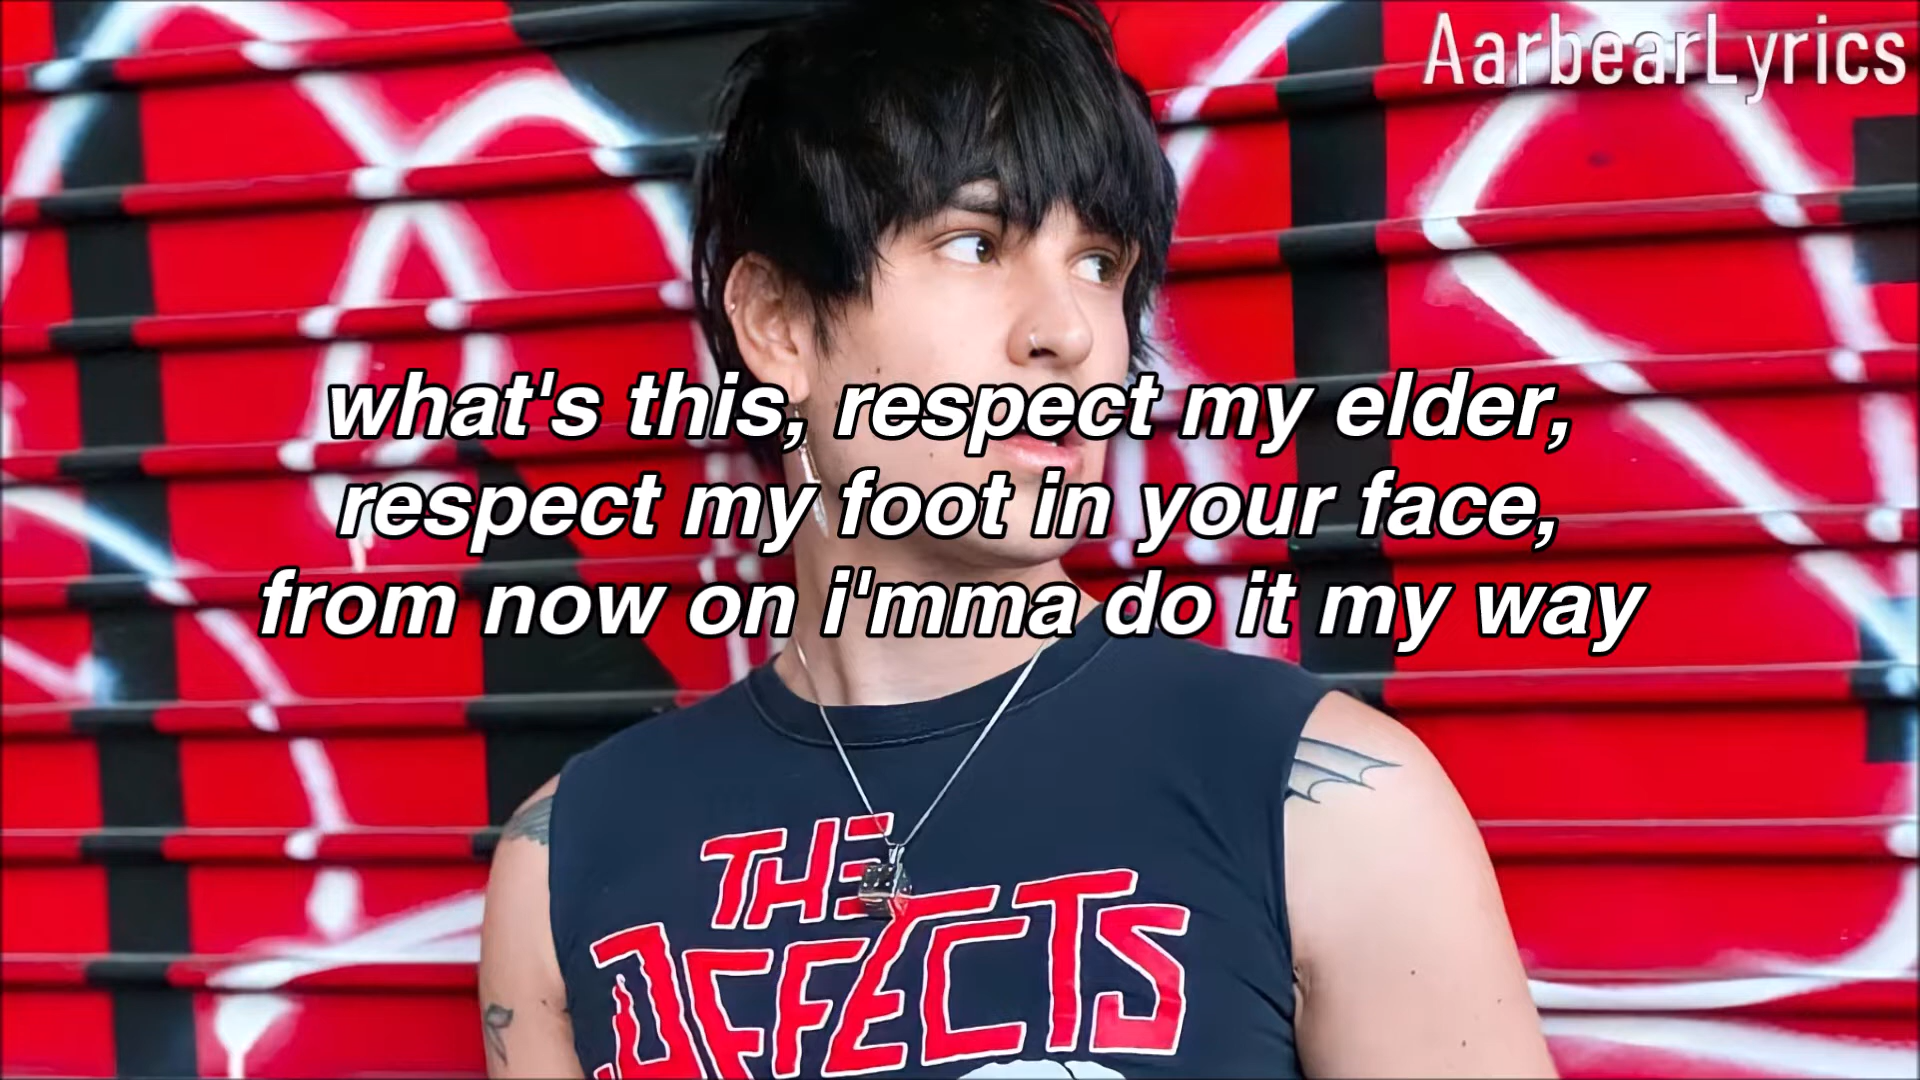 AarbearLyrics
what's this, respect my elder,
respect my foot in your face,
from now on i'mma do it my way
THE
DEFECTS